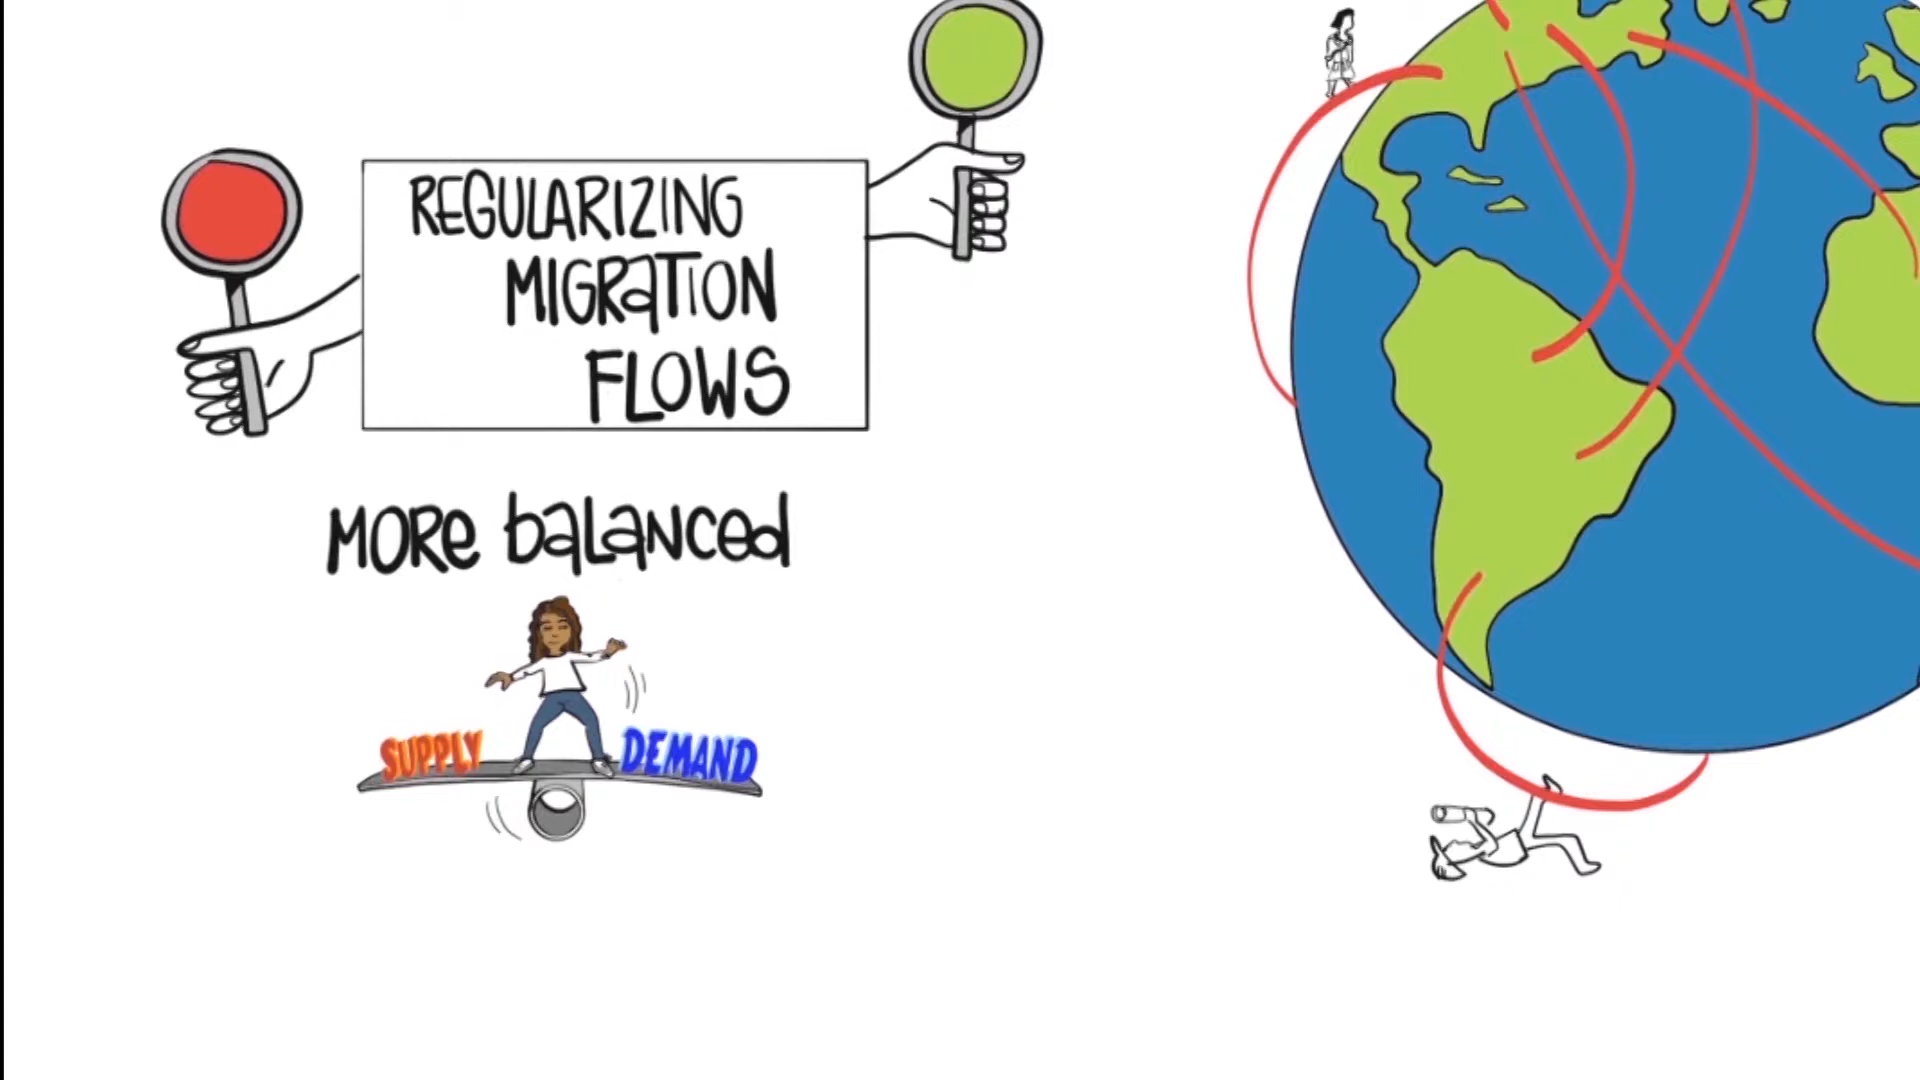 REGULARIZING
MIGRATION
FLOWS
MORe balanced
SUPPLY
DEMAND